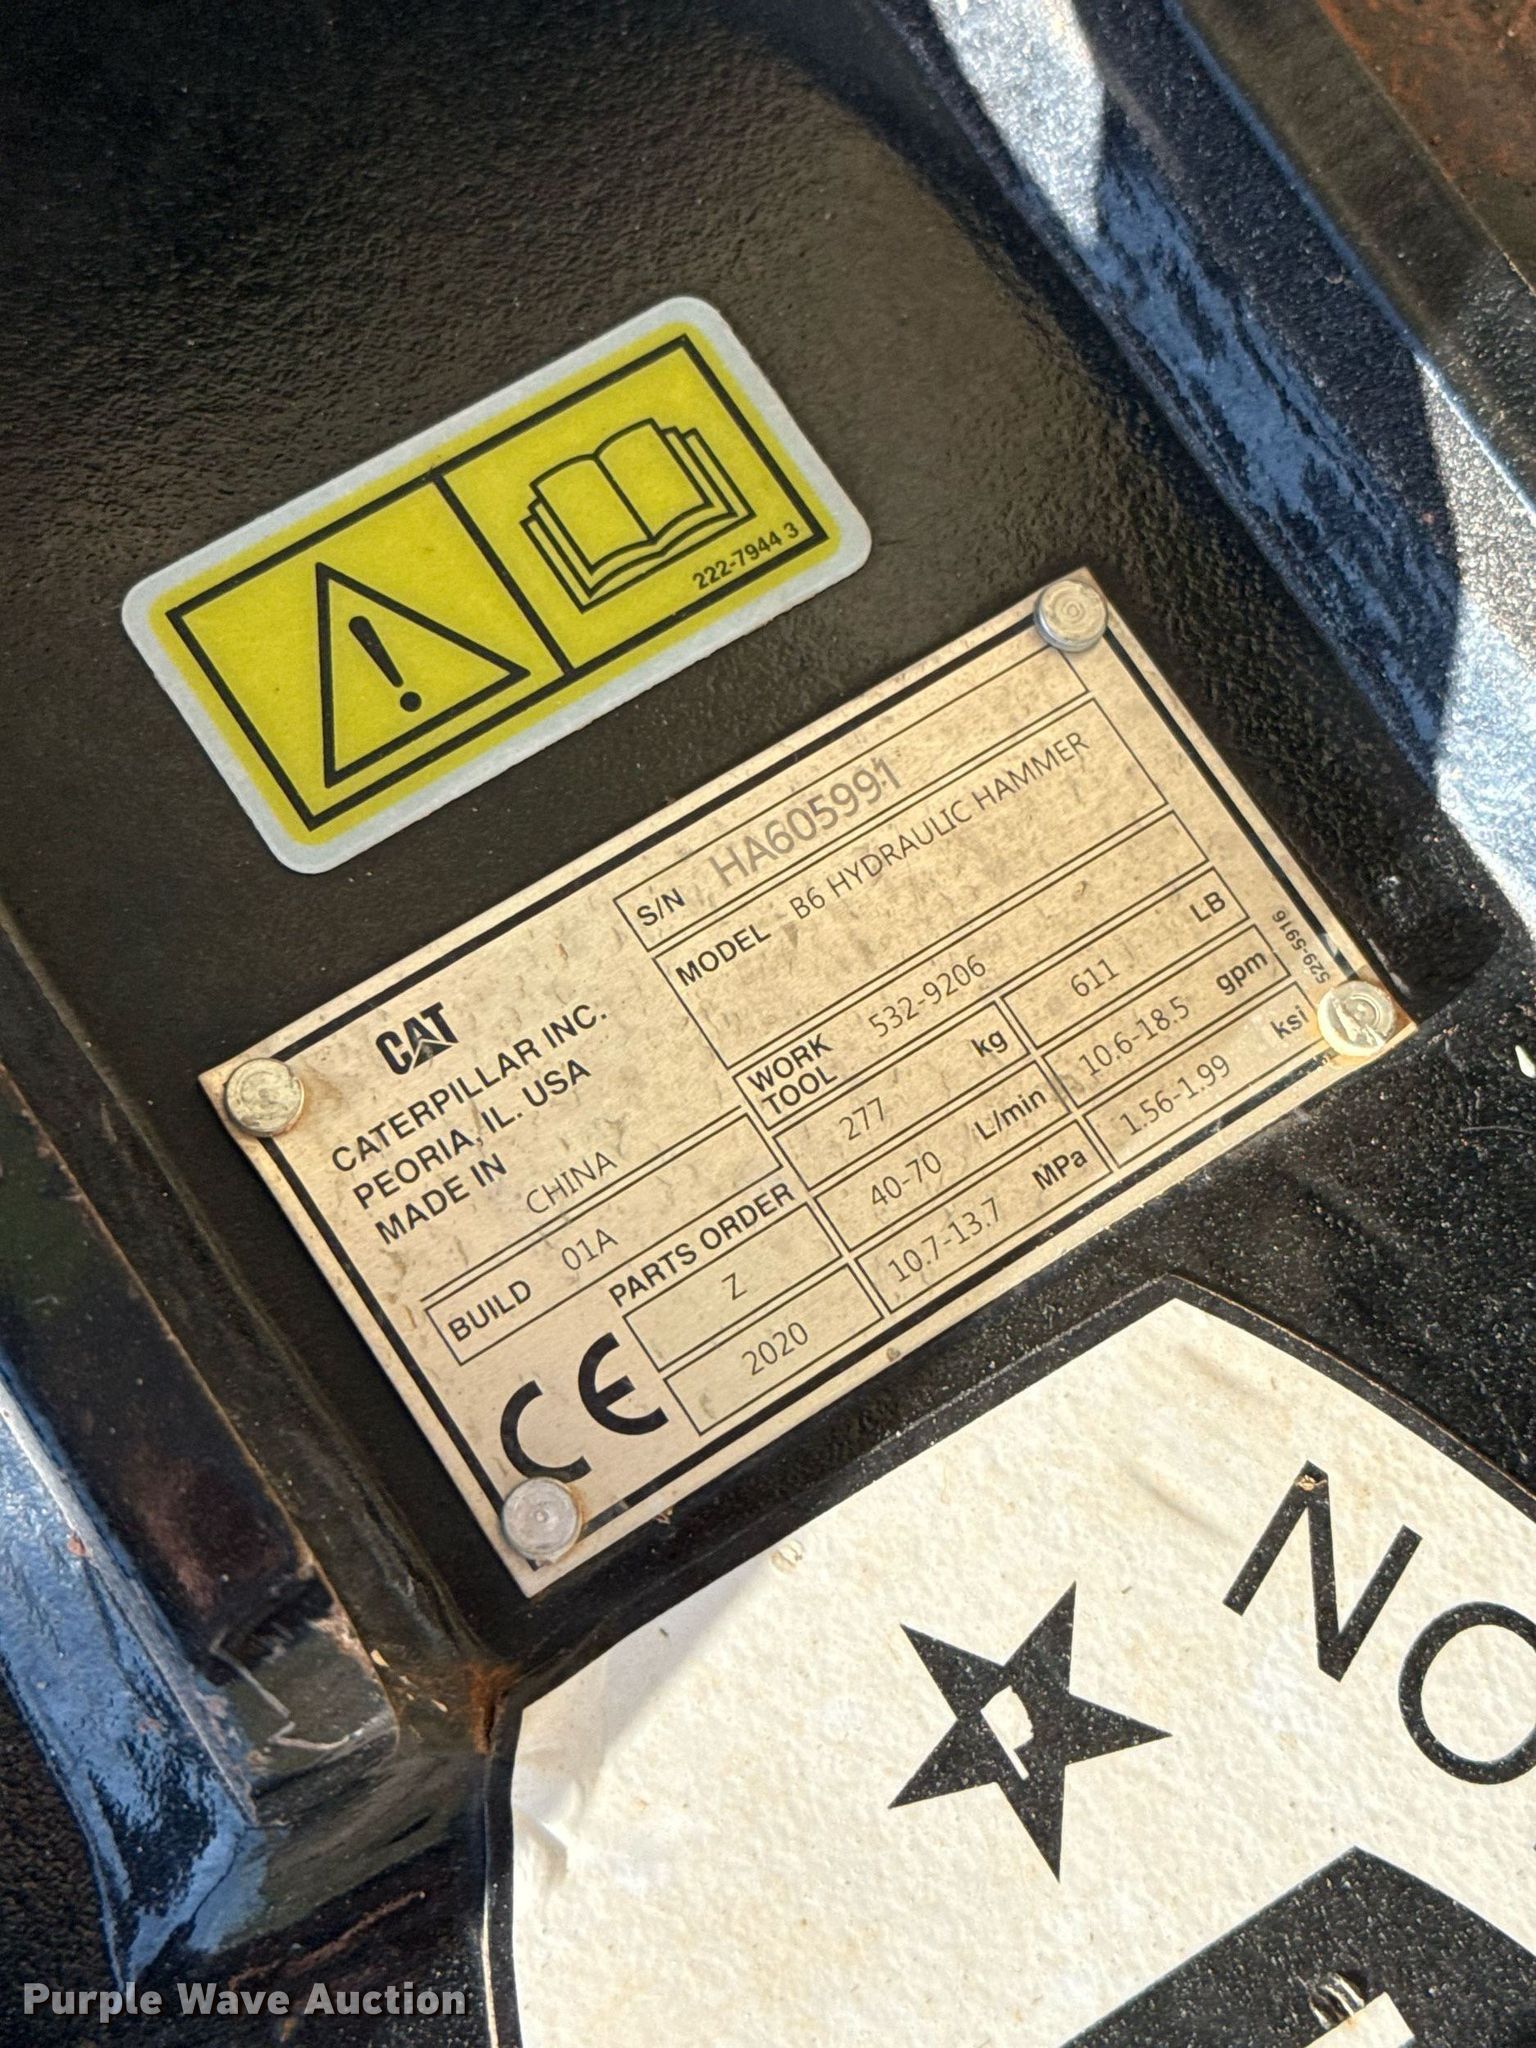 222-7944 3
S/N HA605991
MODEL B6 HYDRAULIC HAMMER
WORK TOOL 532-9206
277 kg 611 LB
40-70 L/min 10.6-18.5 gpm
10.7-13.7 MPa 1.56-1.99 ksi
529-5916
CAT
CATERPILLAR INC.
PEORIA, IL. USA
MADE IN
CHINA
BUILD 01A
PARTS ORDER
Z
2020
CE
NO
Purple Wave Auction